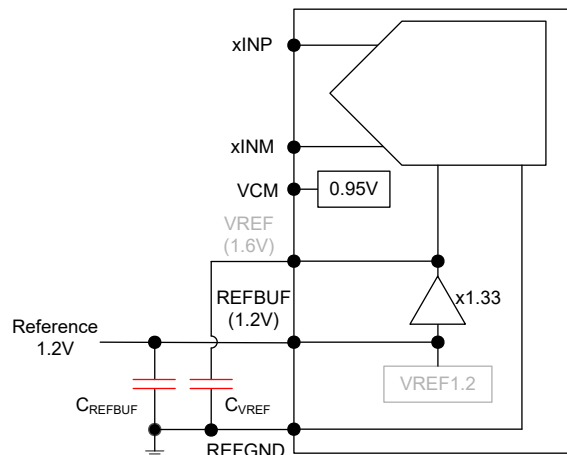 xINP
xINM
VCM
0.95V
VREF
(1.6V)
REFBUF
(1.2V)
x1.33
Reference
1.2V
VREF1.2
CREFBUF
CVREF
REFGND